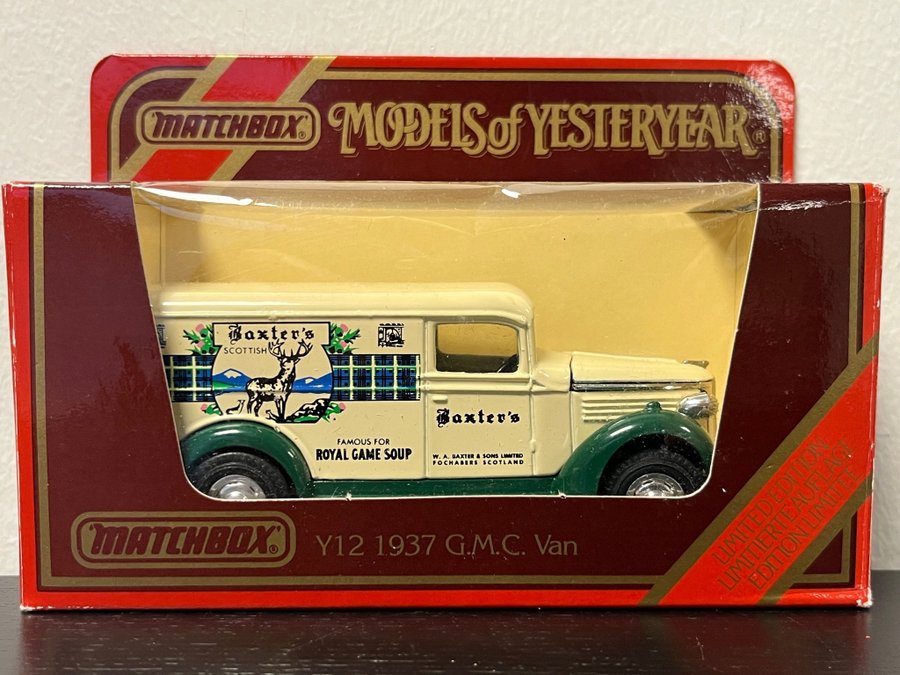 MATCHBOX®
MODELS of YESTERYEAR®
Baxter's
SCOTTISH
FAMOUS FOR
ROYAL GAME SOUP
Baxter's
W. A. BAXTER & SONS LIMITED
FOCHABERS SCOTLAND
MATCHBOX®
Y12 1937 G.M.C. Van
LIMITED EDITION
LIMITIERTE AUFLAGE
EDITION LIMITÉE